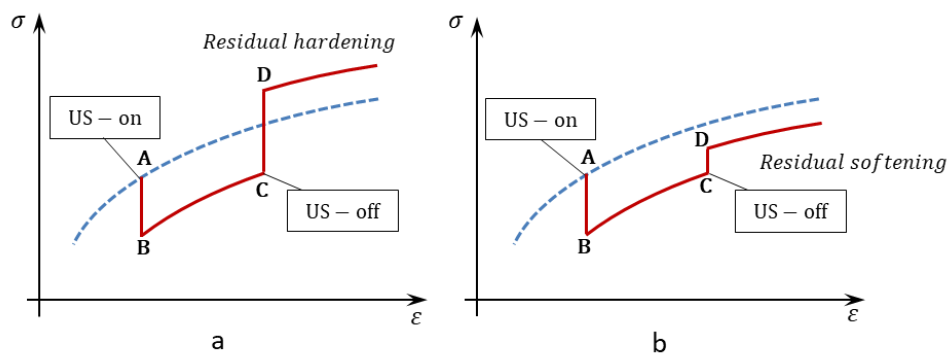 σ
Residual hardening
D
US – on
A
C
B
US – off
ε
a
σ
US – on
A
D
Residual softening
C
B
US – off
ε
b